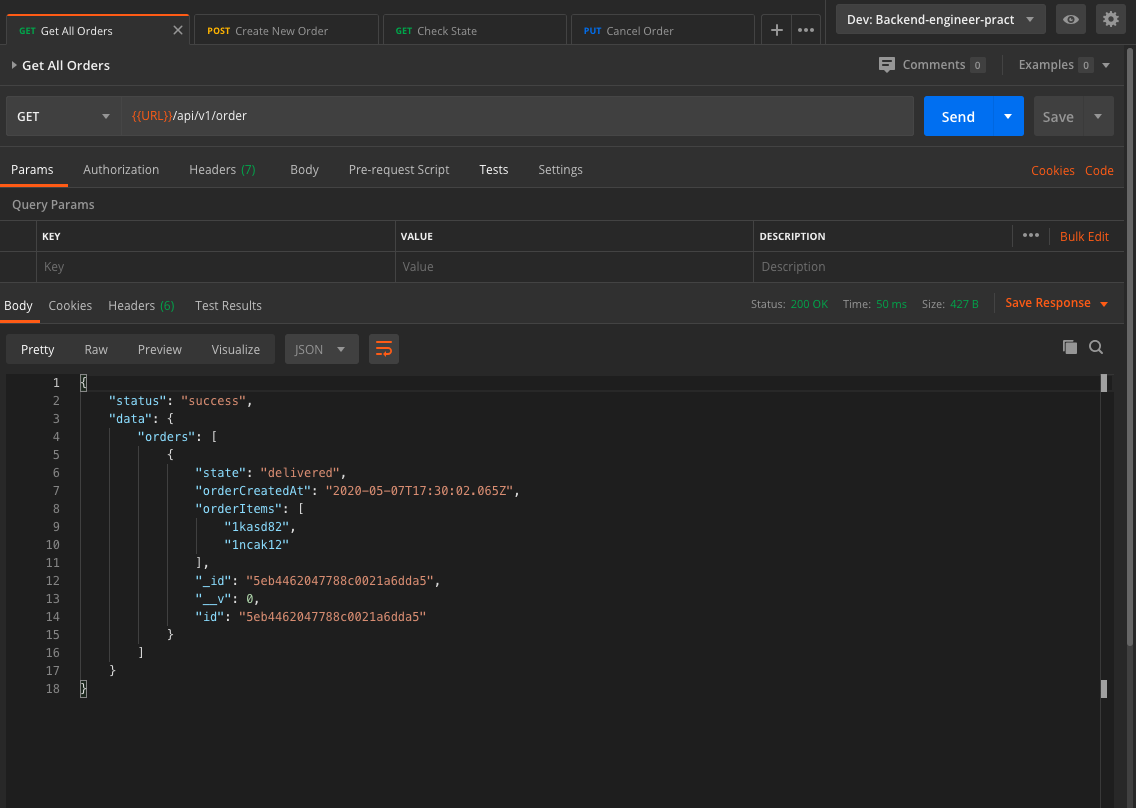 GET Get All Orders POST Create New Order GET Check State PUT Cancel Order Dev: Backend-engineer-pract
Get All Orders Comments 0 Examples 0
GET {{URL}}/api/v1/order Send Save
Params Authorization Headers (7) Body Pre-request Script Tests Settings Cookies Code
Query Params
KEY VALUE DESCRIPTION Bulk Edit
Key Value Description
Body Cookies Headers (6) Test Results Status: 200 OK Time: 50 ms Size: 427 B Save Response
Pretty Raw Preview Visualize JSON
1 {
2 "status": "success",
3 "data": {
4 "orders": [
5 {
6 "state": "delivered",
7 "orderCreatedAt": "2020-05-07T17:30:02.065Z",
8 "orderItems": [
9 "1kasd82",
10 "1ncak12"
11 ],
12 "_id": "5eb4462047788c0021a6dda5",
13 "__v": 0,
14 "id": "5eb4462047788c0021a6dda5"
15 }
16 ]
17 }
18 }